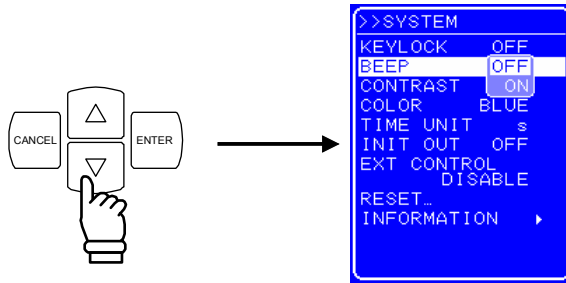 CANCEL
ENTER
>>SYSTEM
KEYLOCK OFF
BEEP OFF
CONTRAST ON
COLOR BLUE
TIME UNIT s
INIT OUT OFF
EXT CONTROL
DISABLE
RESET…
INFORMATION